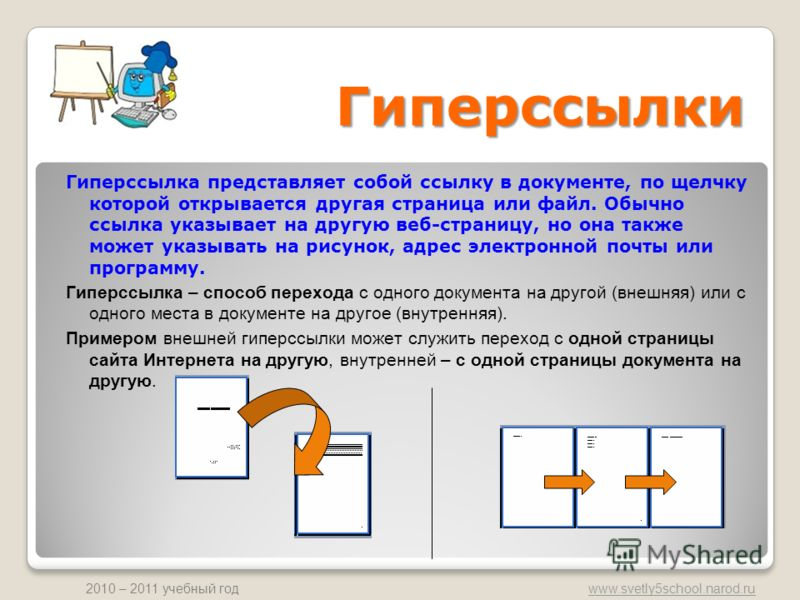 Гиперссылки
Гиперссылка представляет собой ссылку в документе, по щелчку
которой открывается другая страница или файл. Обычно
ссылка указывает на другую веб-страницу, но она также
может указывать на рисунок, адрес электронной почты или
программу.
Гиперссылка – способ перехода с одного документа на другой (внешняя) или с
одного места в документе на другое (внутренняя).
Примером внешней гиперссылки может служить переход с одной страницы
сайта Интернета на другую, внутренней – с одной страницы документа на
другую.
MyShared
2010 – 2011 учебный год
www.svetly5school.narod.ru